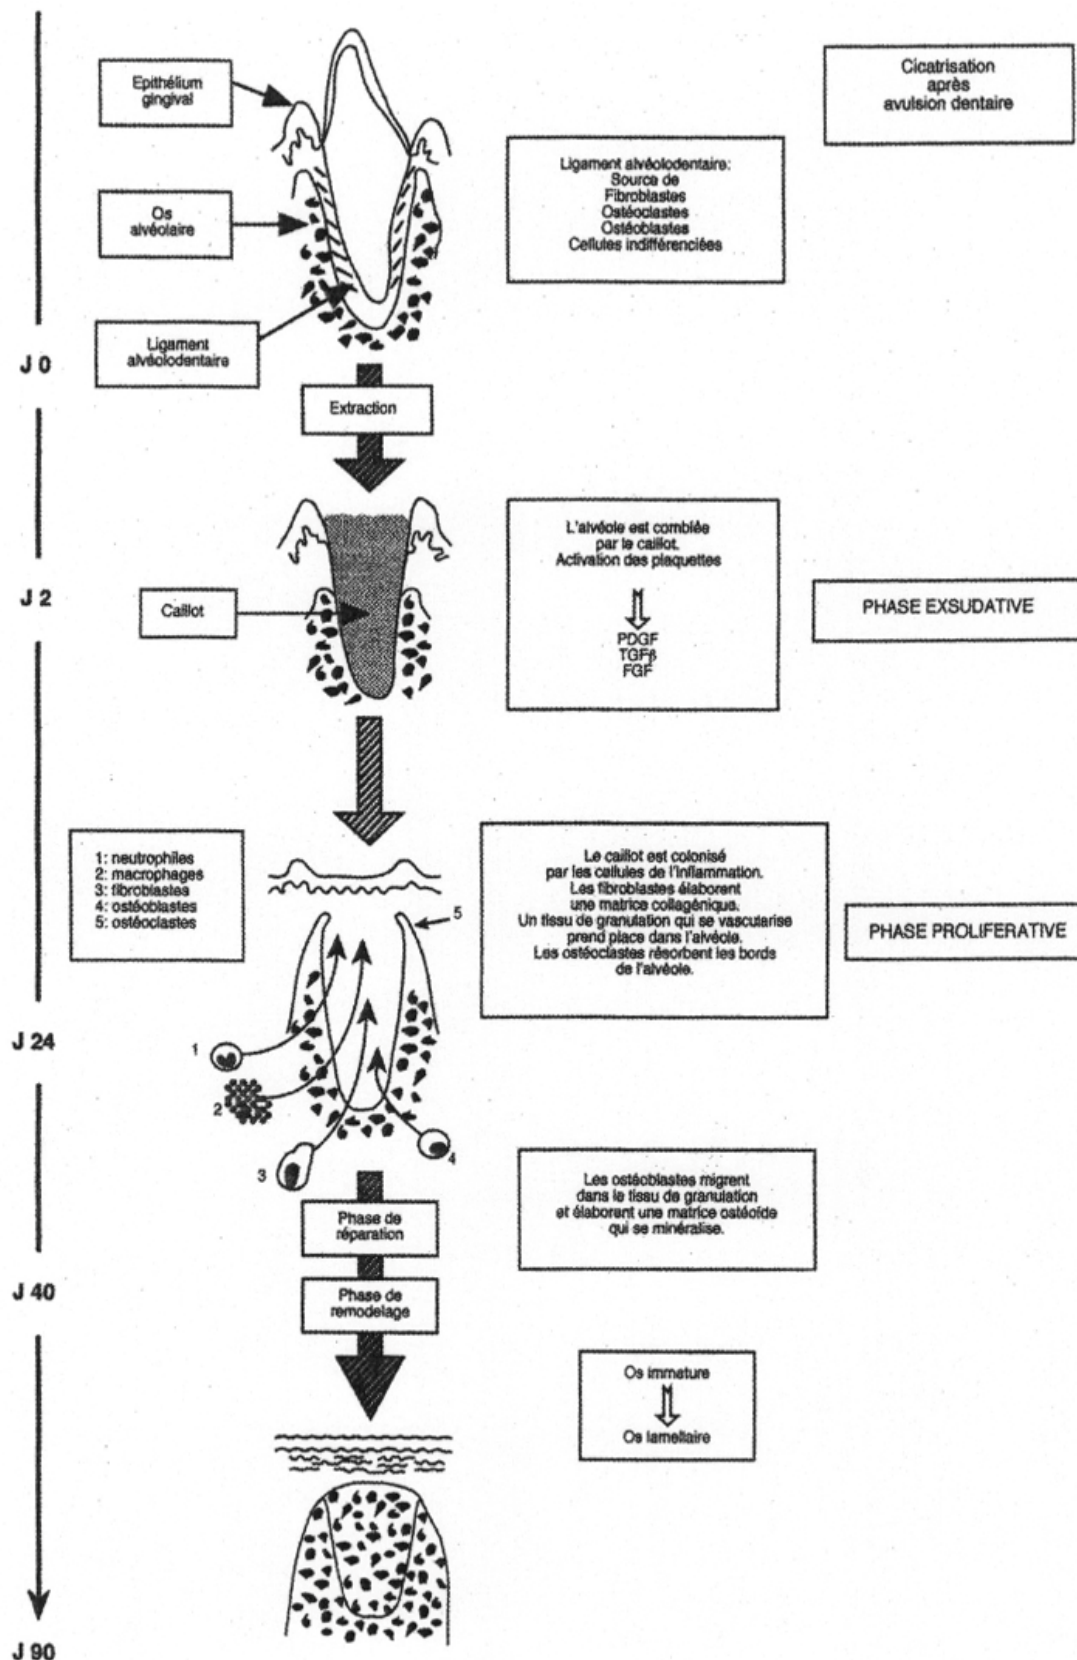 Cicatrisation
après
avulsion dentaire
Epithélium
gingival
Os
alvéolaire
Ligament
alvéolodentaire
Ligament alvéolodentaire:
Source de
Fibroblastes
Ostéoclastes
Ostéoblastes
Cellules indifférenciées
J 0
Extraction
J 2
Caillot
L'alvéole est comblée
par le caillot.
Activation des plaquettes
PDGF
TGFβ
FGF
PHASE EXSUDATIVE
1: neutrophiles
2: macrophages
3: fibroblastes
4: ostéoblastes
5: ostéoclastes
5
Le caillot est colonisé
par les cellules de l'inflammation.
Les fibroblastes élaborent
une matrice collagénique.
Un tissu de granulation qui se vascularise
prend place dans l'alvéole.
Les ostéoclastes résorbent les bords
de l'alvéole.
PHASE PROLIFERATIVE
J 24
1
2
3
4
Phase de
réparation
Les ostéoblastes migrent
dans le tissu de granulation
et élaborent une matrice ostéoïde
qui se minéralise.
J 40
Phase de
remodelage
Os immature
Os lamellaire
J 90